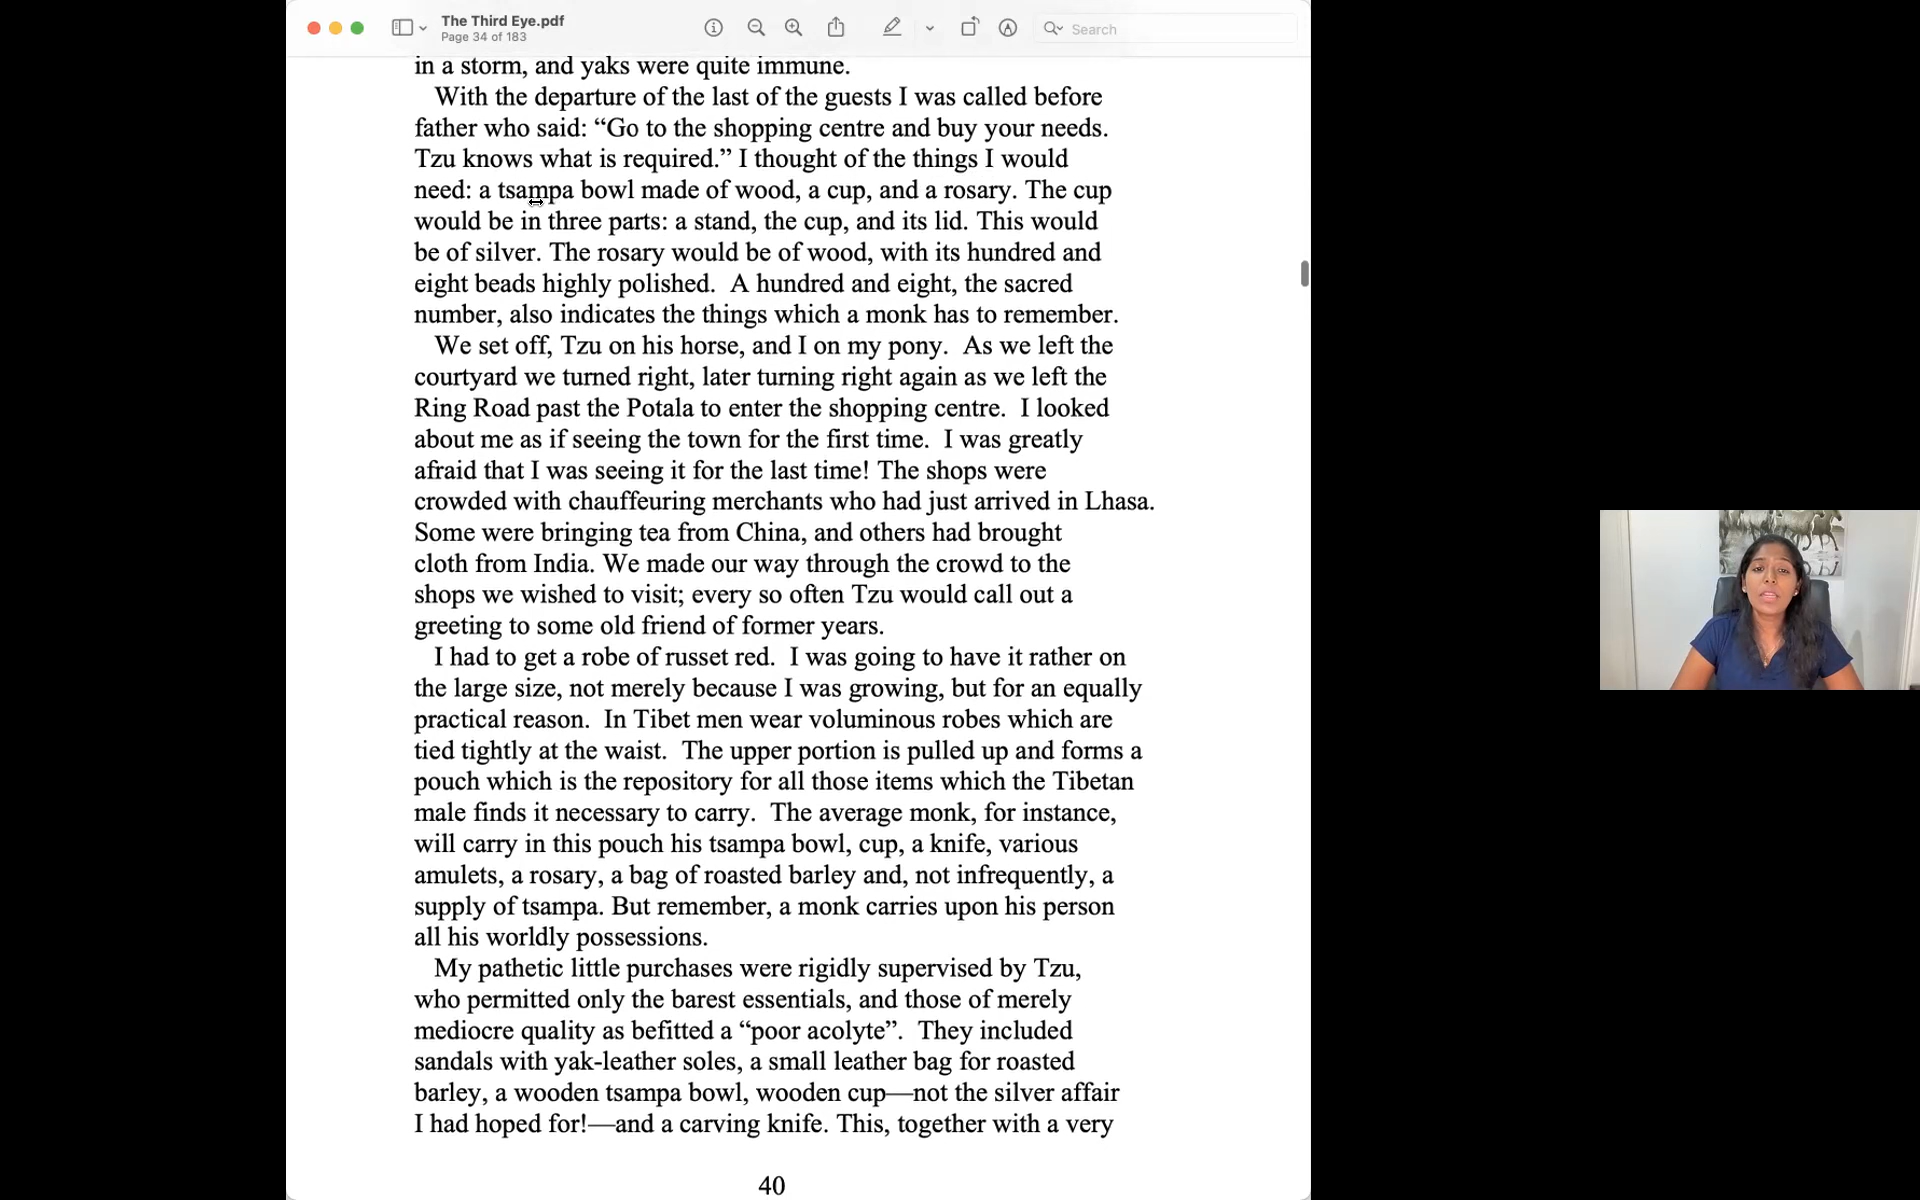 The Third Eye.pdf
Page 34 of 183
Search
in a storm, and yaks were quite immune.
With the departure of the last of the guests I was called before
father who said: “Go to the shopping centre and buy your needs.
Tzu knows what is required.” I thought of the things I would
need: a tsampa bowl made of wood, a cup, and a rosary. The cup
would be in three parts: a stand, the cup, and its lid. This would
be of silver. The rosary would be of wood, with its hundred and
eight beads highly polished.  A hundred and eight, the sacred
number, also indicates the things which a monk has to remember.
We set off, Tzu on his horse, and I on my pony.  As we left the
courtyard we turned right, later turning right again as we left the
Ring Road past the Potala to enter the shopping centre.  I looked
about me as if seeing the town for the first time.  I was greatly
afraid that I was seeing it for the last time! The shops were
crowded with chauffeuring merchants who had just arrived in Lhasa.
Some were bringing tea from China, and others had brought
cloth from India. We made our way through the crowd to the
shops we wished to visit; every so often Tzu would call out a
greeting to some old friend of former years.
I had to get a robe of russet red.  I was going to have it rather on
the large size, not merely because I was growing, but for an equally
practical reason.  In Tibet men wear voluminous robes which are
tied tightly at the waist.  The upper portion is pulled up and forms a
pouch which is the repository for all those items which the Tibetan
male finds it necessary to carry.  The average monk, for instance,
will carry in this pouch his tsampa bowl, cup, a knife, various
amulets, a rosary, a bag of roasted barley and, not infrequently, a
supply of tsampa. But remember, a monk carries upon his person
all his worldly possessions.
My pathetic little purchases were rigidly supervised by Tzu,
who permitted only the barest essentials, and those of merely
mediocre quality as befitted a “poor acolyte”.  They included
sandals with yak-leather soles, a small leather bag for roasted
barley, a wooden tsampa bowl, wooden cup—not the silver affair
I had hoped for!—and a carving knife. This, together with a very
40